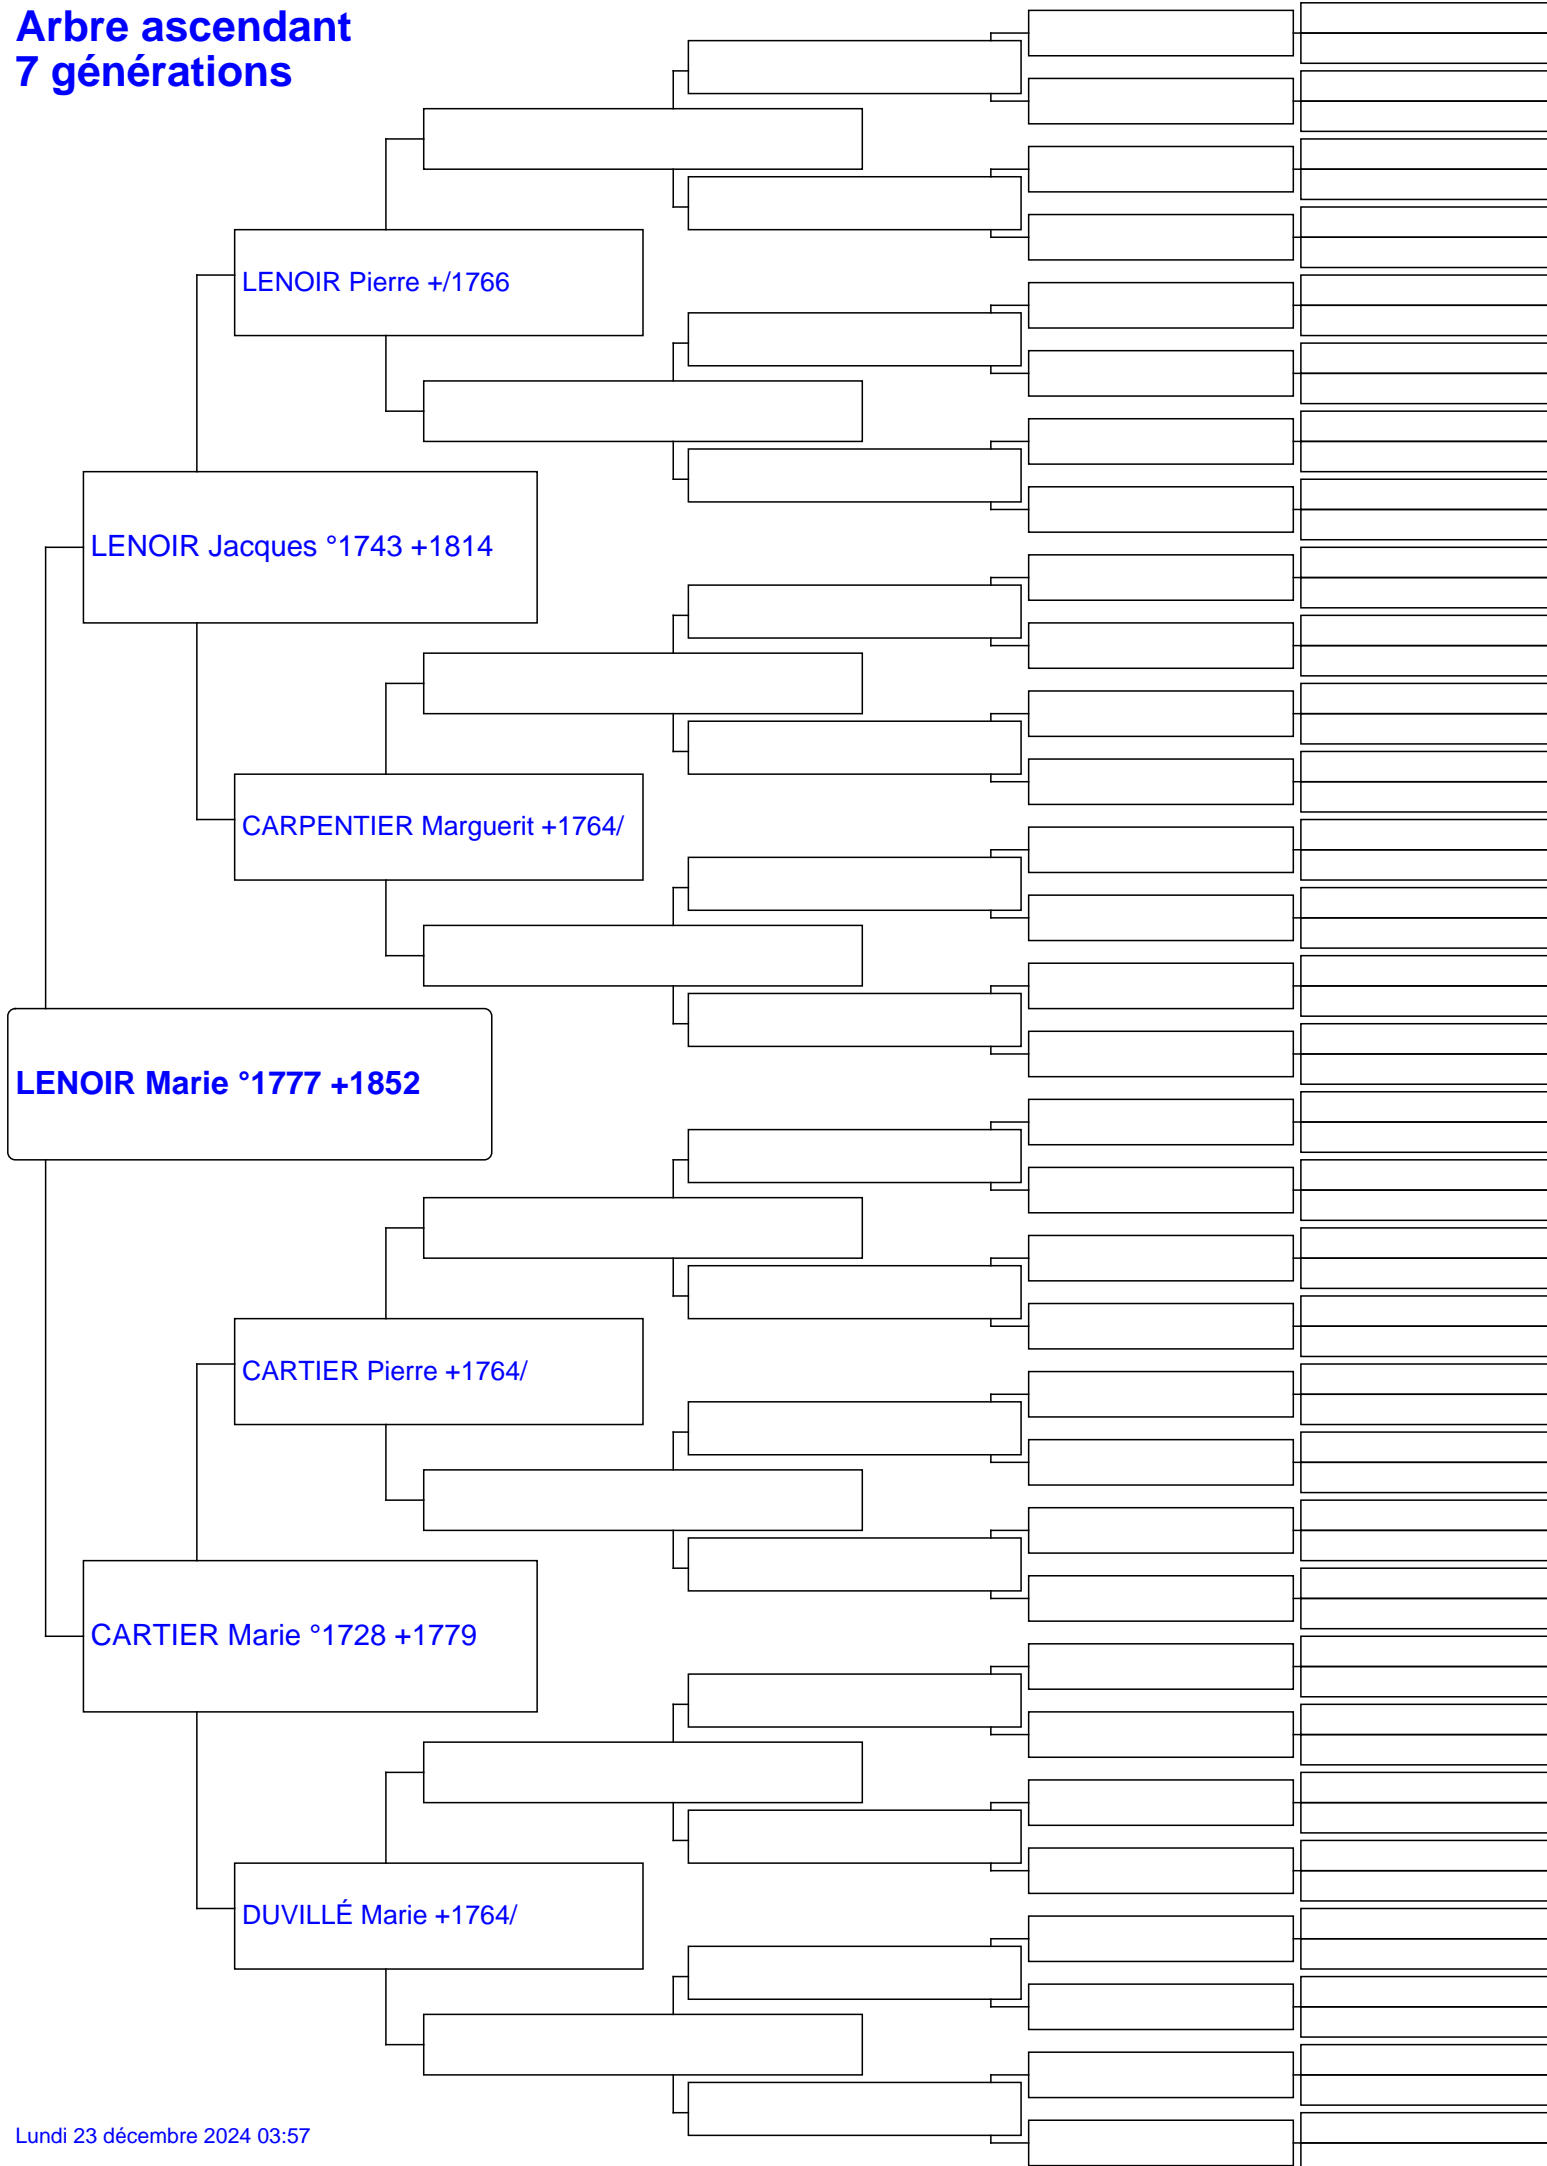 Arbre ascendant
7 générations
LENOIR Pierre +/1766
LENOIR Jacques °1743 +1814
CARPENTIER Marguerit +1764/
LENOIR Marie °1777 +1852
CARTIER Pierre +1764/
CARTIER Marie °1728 +1779
DUVILLÉ Marie +1764/
Lundi 23 décembre 2024 03:57